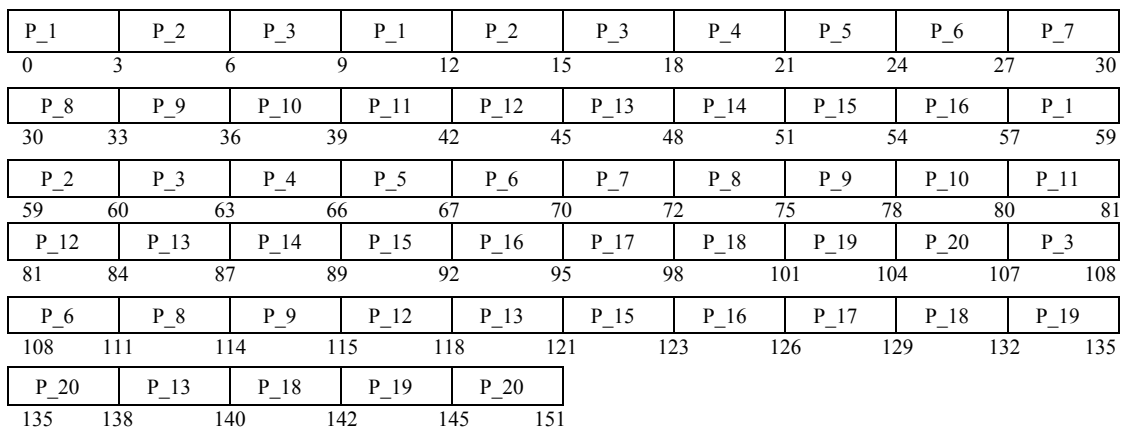 P_1 P_2 P_3 P_1 P_2 P_3 P_4 P_5 P_6 P_7
0 3 6 9 12 15 18 21 24 27 30
P_8 P_9 P_10 P_11 P_12 P_13 P_14 P_15 P_16 P_1
30 33 36 39 42 45 48 51 54 57 59
P_2 P_3 P_4 P_5 P_6 P_7 P_8 P_9 P_10 P_11
59 60 63 66 67 70 72 75 78 80 81
P_12 P_13 P_14 P_15 P_16 P_17 P_18 P_19 P_20 P_3
81 84 87 89 92 95 98 101 104 107 108
P_6 P_8 P_9 P_12 P_13 P_15 P_16 P_17 P_18 P_19
108 111 114 115 118 121 123 126 129 132 135
P_20 P_13 P_18 P_19 P_20
135 138 140 142 145 151